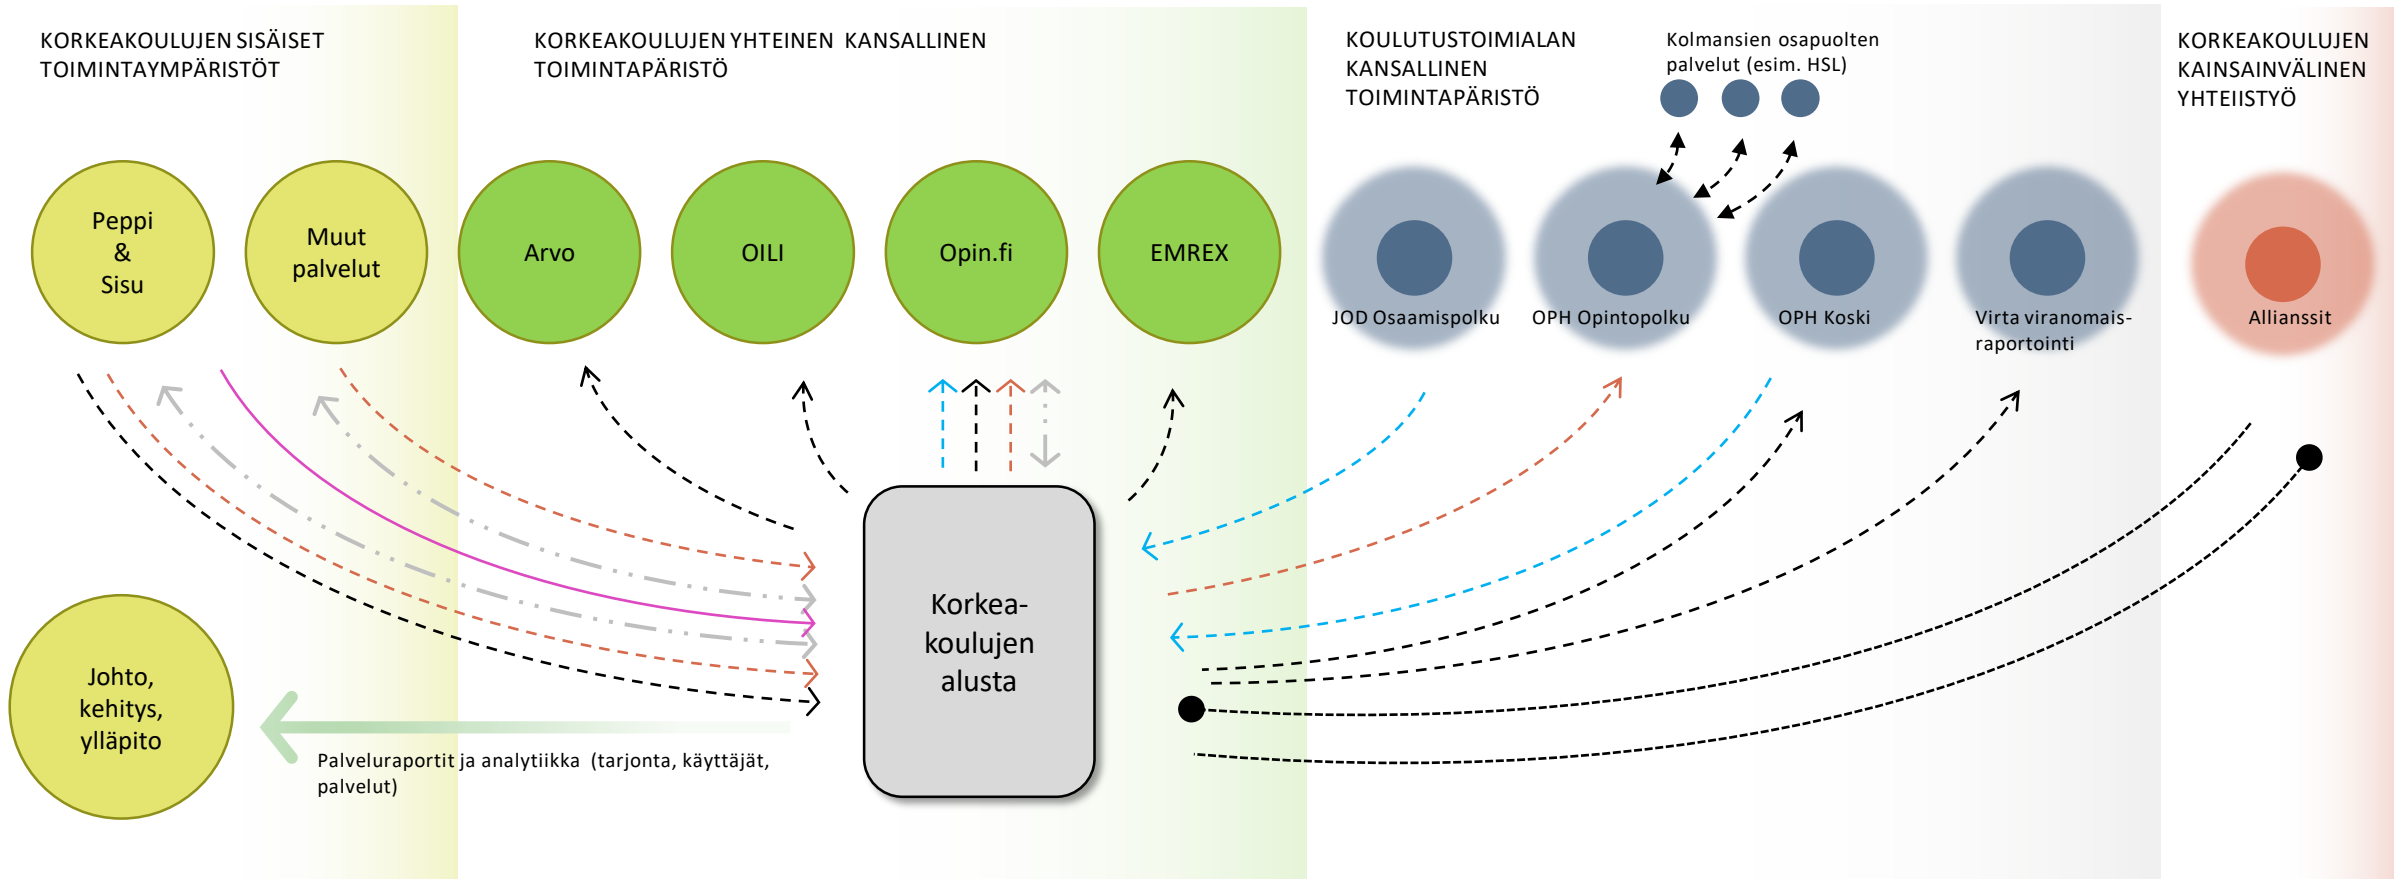 KORKEAKOULUJEN SISÄISET
TOIMINTAYMPÄRISTÖT
KORKEAKOULUJEN YHTEINEN KANSALLINEN
TOIMINTAPÄRISTÖ
KOULUTUSTOIMIALAN
KANSALLINEN
TOIMINTAPÄRISTÖ
Kolmansien osapuolten
palvelut (esim. HSL)
KORKEAKOULUJEN
KAINSAINVÄLINEN
YHTEIISTYÖ
Peppi
&
Sisu
Muut
palvelut
Arvo
OILI
Opin.fi
EMREX
JOD Osaamispolku
OPH Opintopolku
OPH Koski
Virta viranomais-
raportointi
Allianssit
Korkea-
koulujen
alusta
Johto,
kehitys,
ylläpito
Palveluraportit ja analytiikka (tarjonta, käyttäjät,
palvelut)